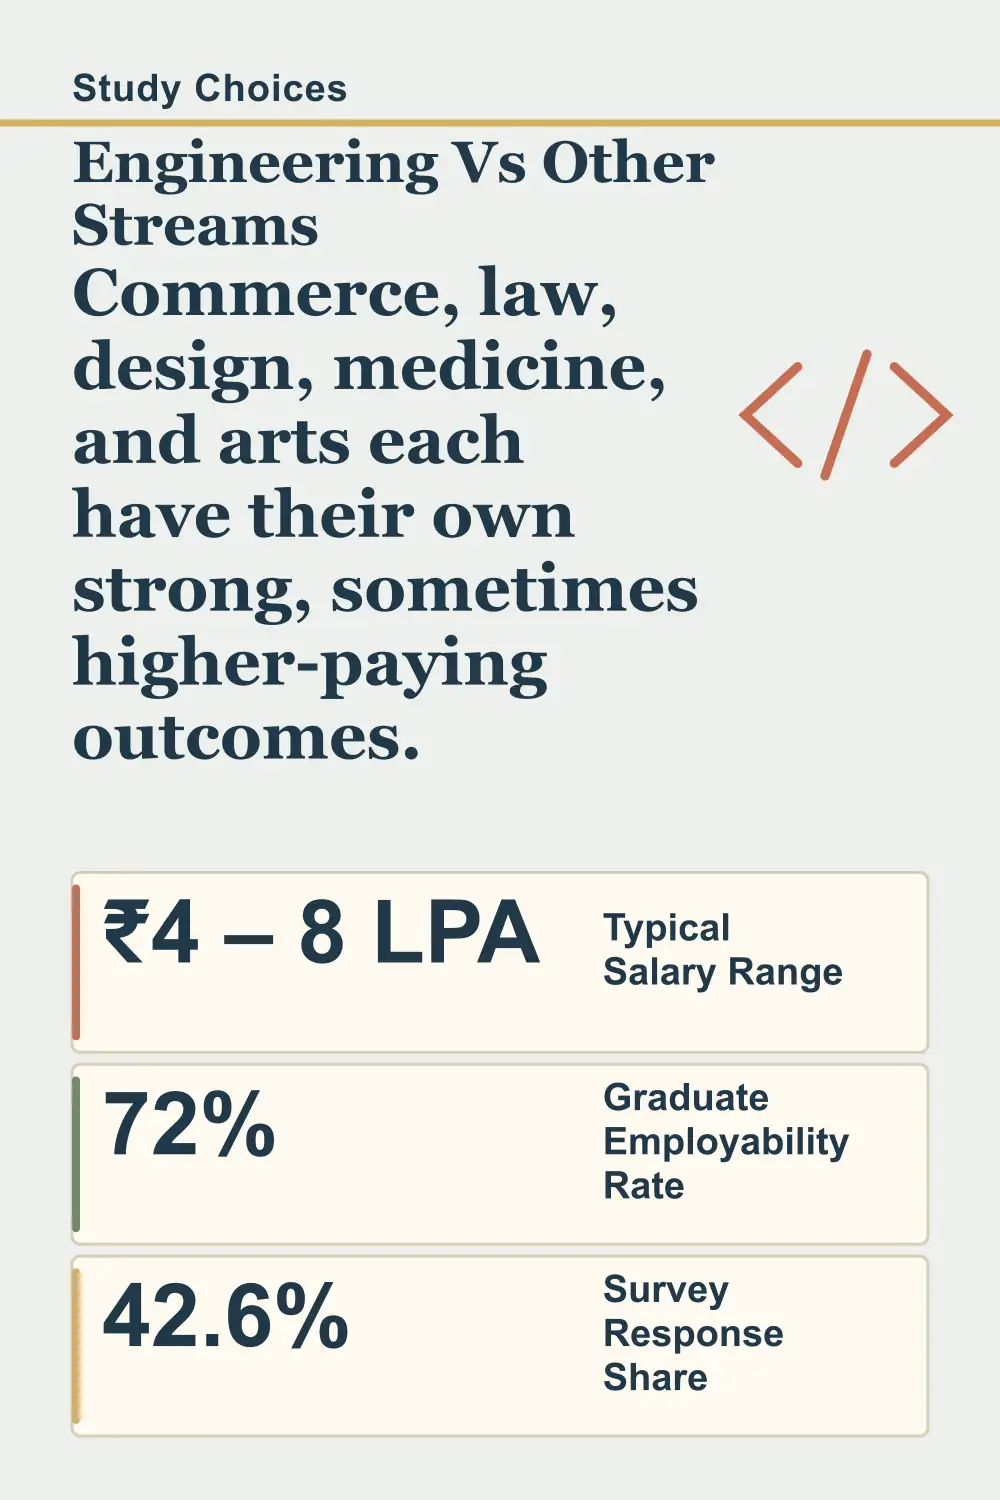 Study Choices
Engineering Vs Other
Streams
Commerce, law,
design, medicine,
and arts each
have their own
strong, sometimes
higher-paying
outcomes.
₹4 – 8 LPA
Typical
Salary Range
72%
Graduate
Employability
Rate
42.6%
Survey
Response
Share